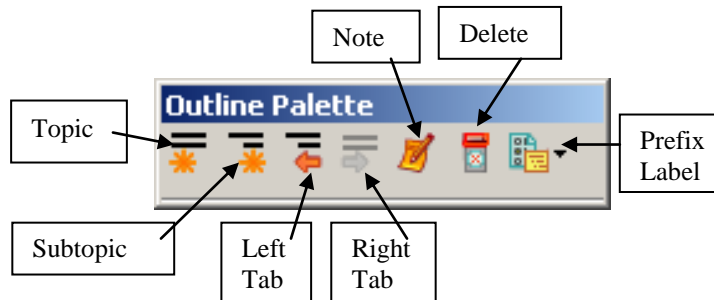 Note
Delete
Outline Palette
Topic
Prefix
Label
Subtopic
Left
Tab
Right
Tab